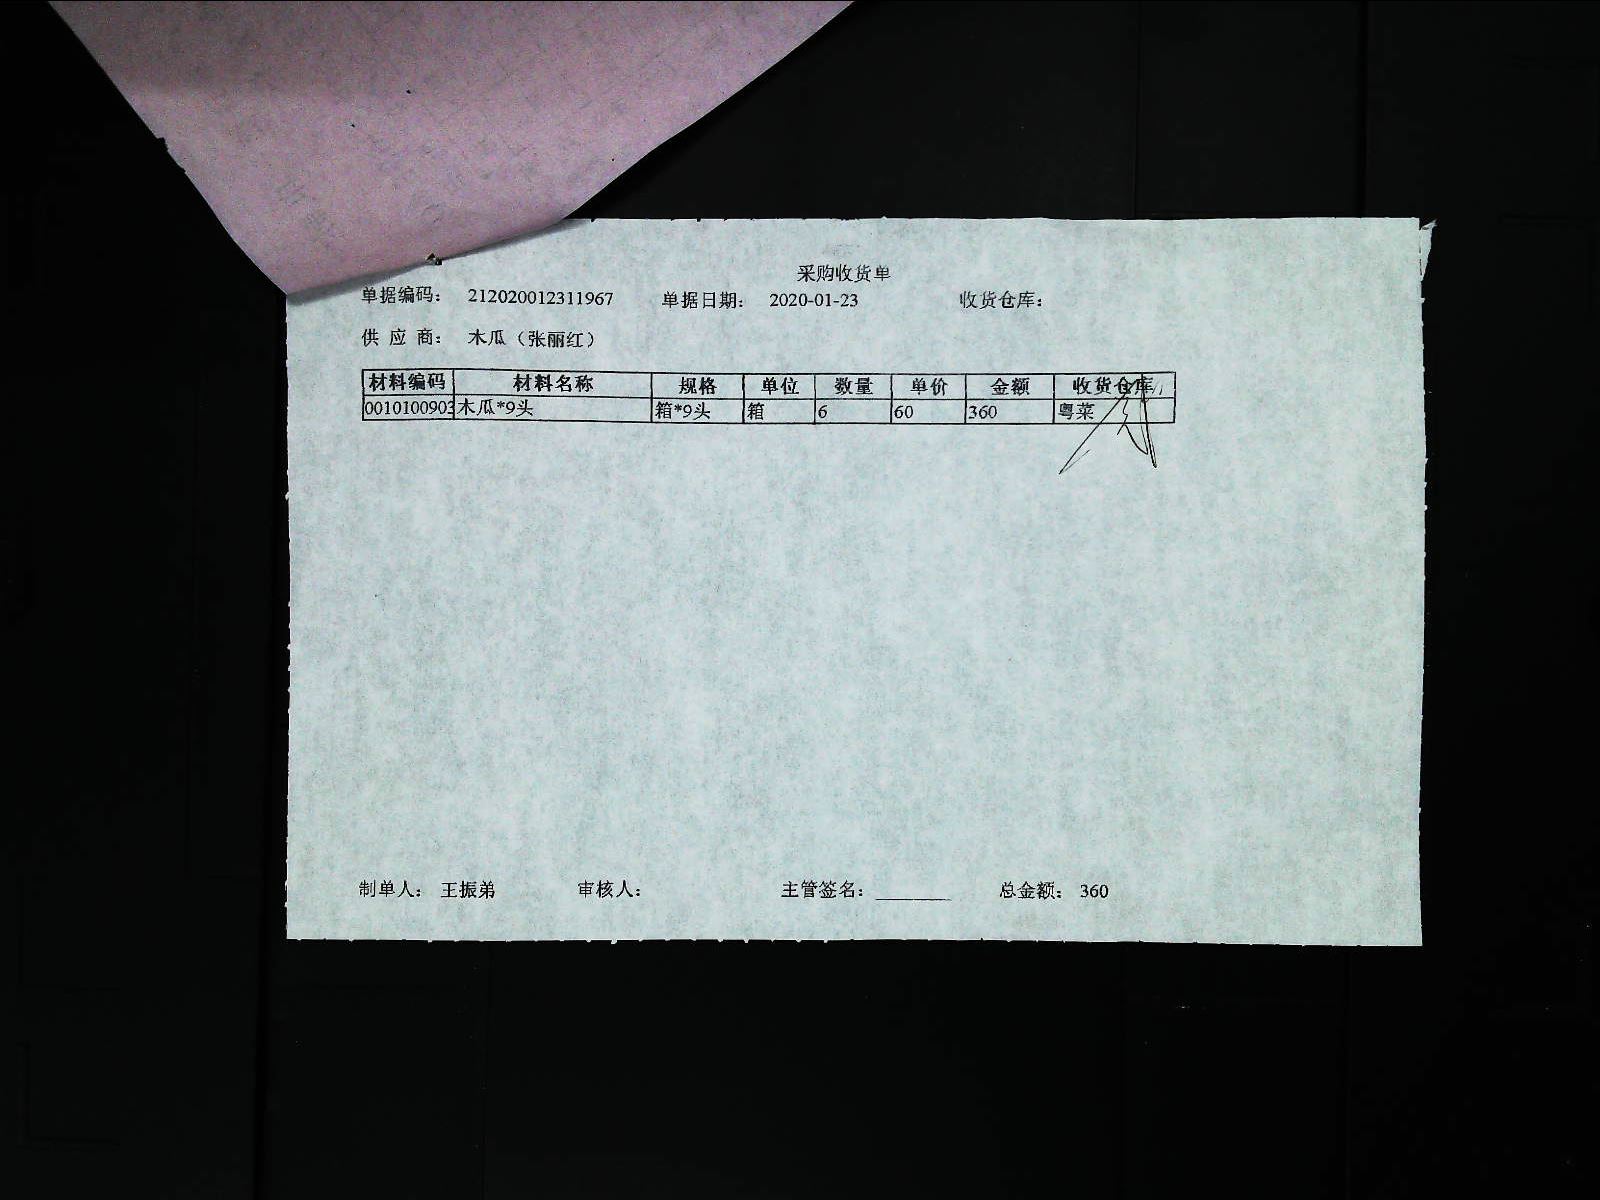 采购收货单
单据编码: 212020012311967 单据日期: 2020-01-23 收货仓库:
供 应 商: 木瓜（张丽红）
材料编码 材料名称 规格 单位 数量 单价 金额 收货仓库
0010100903 木瓜*9头 箱*9头 箱 6 60 360 粤菜
制单人: 王振弟 审核人: 主管签名: ________ 总金额: 360